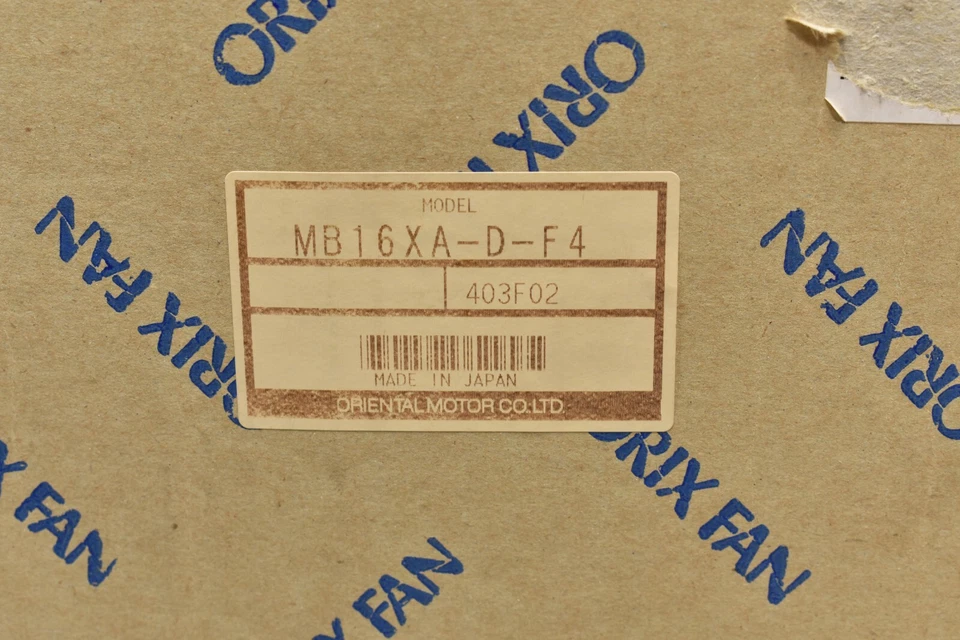 ORIX
ORIX
MODEL
MB16XA-D-F4
403F02
MADE IN JAPAN
ORIENTAL MOTOR CO.LTD.
ORIX FAN
ORIX FAN
ORIX FAN
FAN
FAN